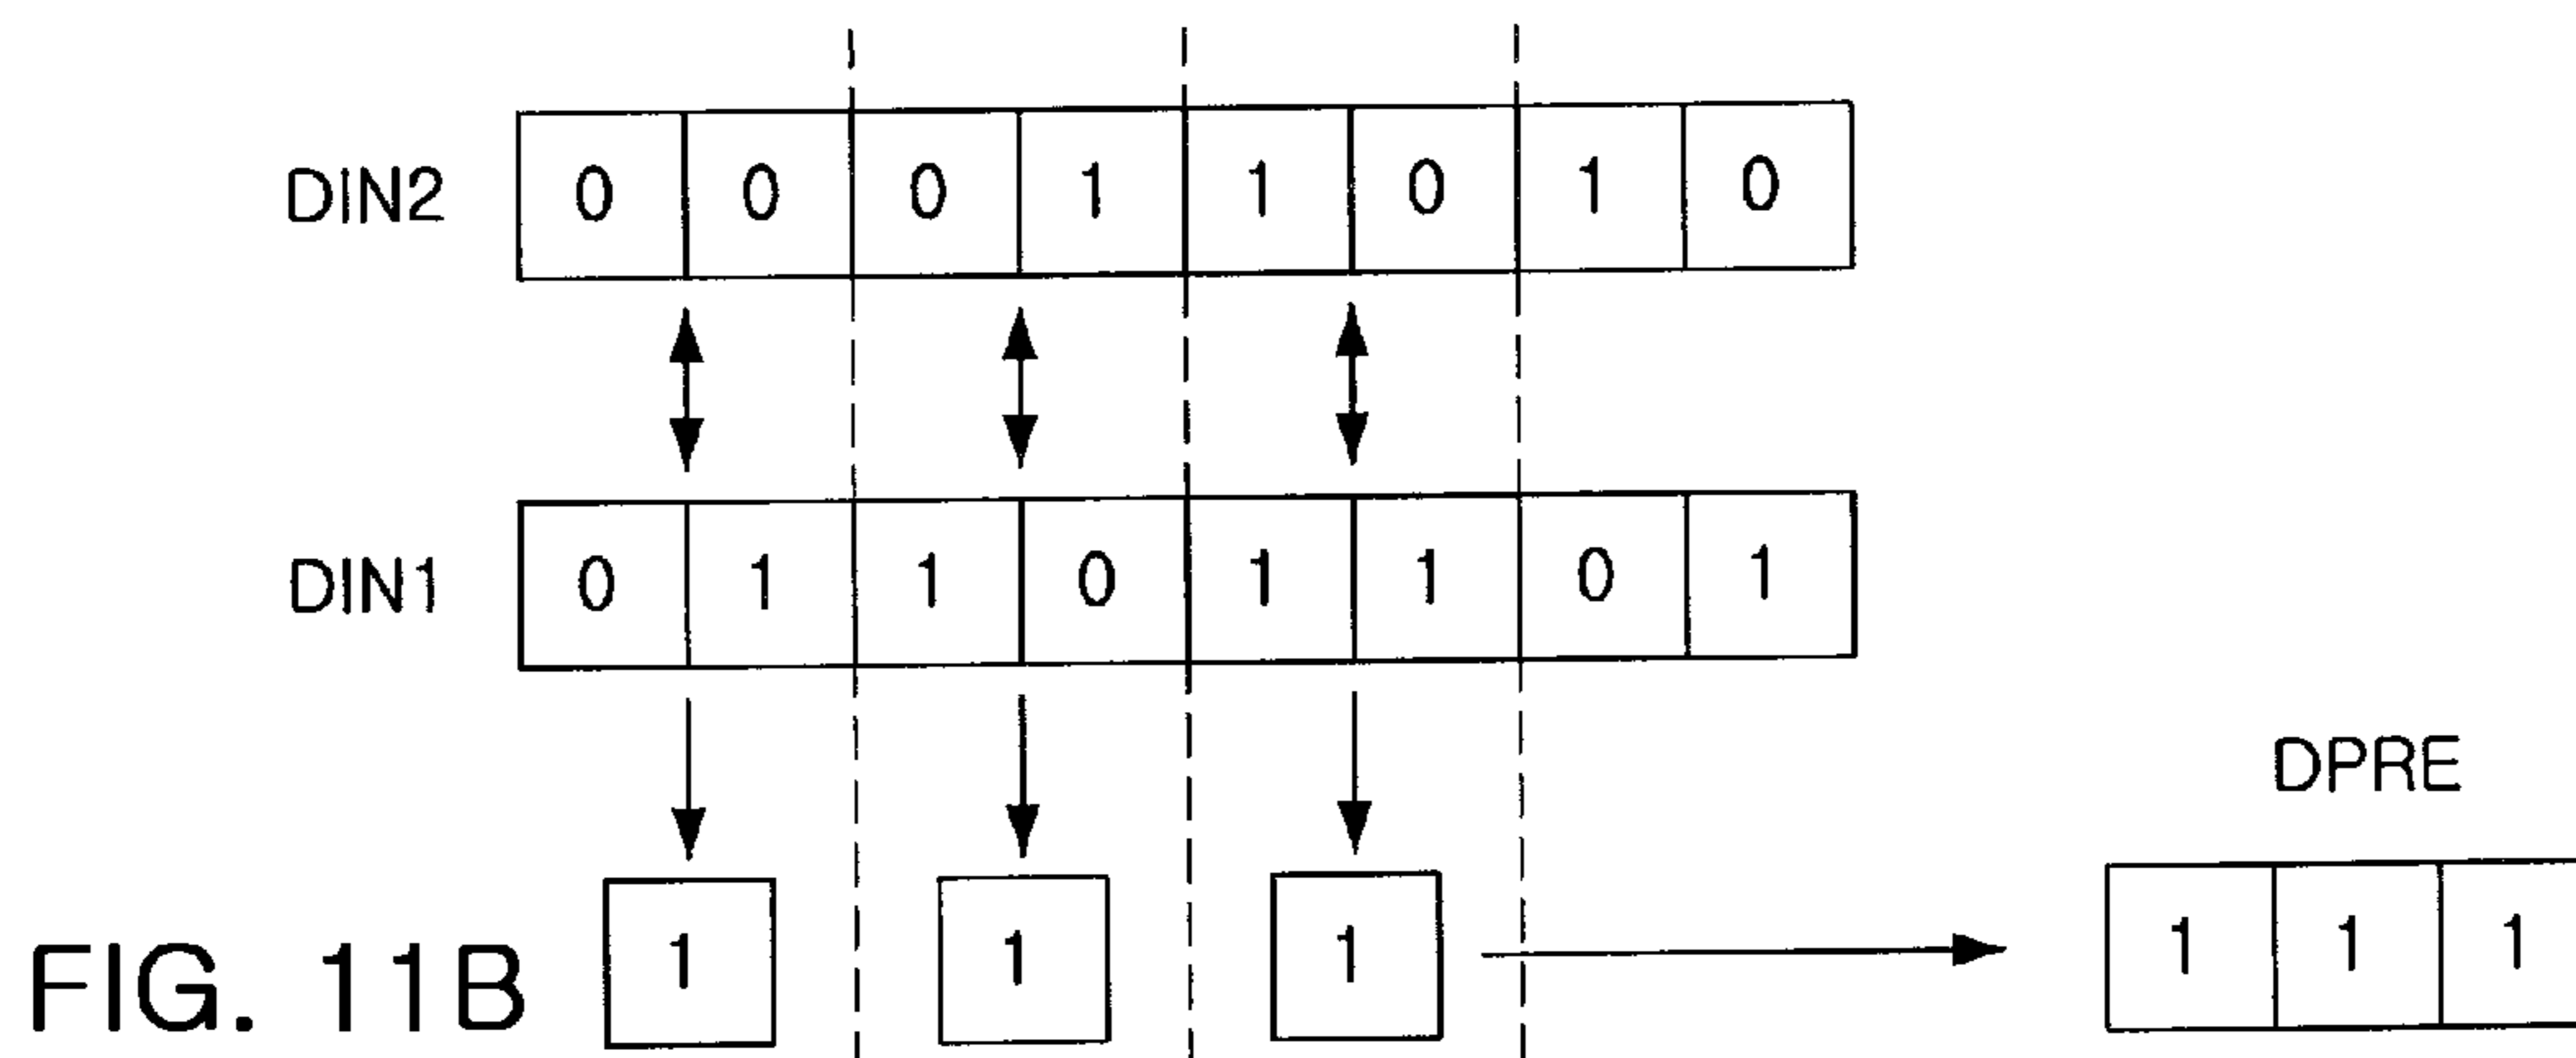 DIN2 0 0 0 1 1 0 1 0
DIN1 0 1 1 0 1 1 0 1
DPRE
FIG. 11B 1 1 1 1 1 1